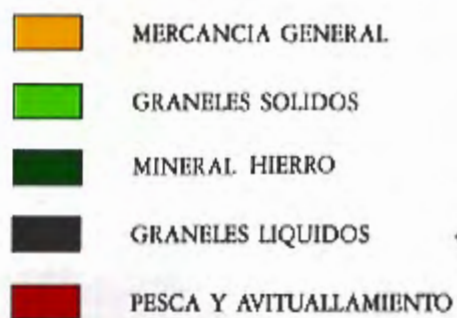 MERCANCIA GENERAL
GRANELES SOLIDOS
MINERAL HIERRO
GRANELES LIQUIDOS
PESCA Y AVITUALLAMIENTO